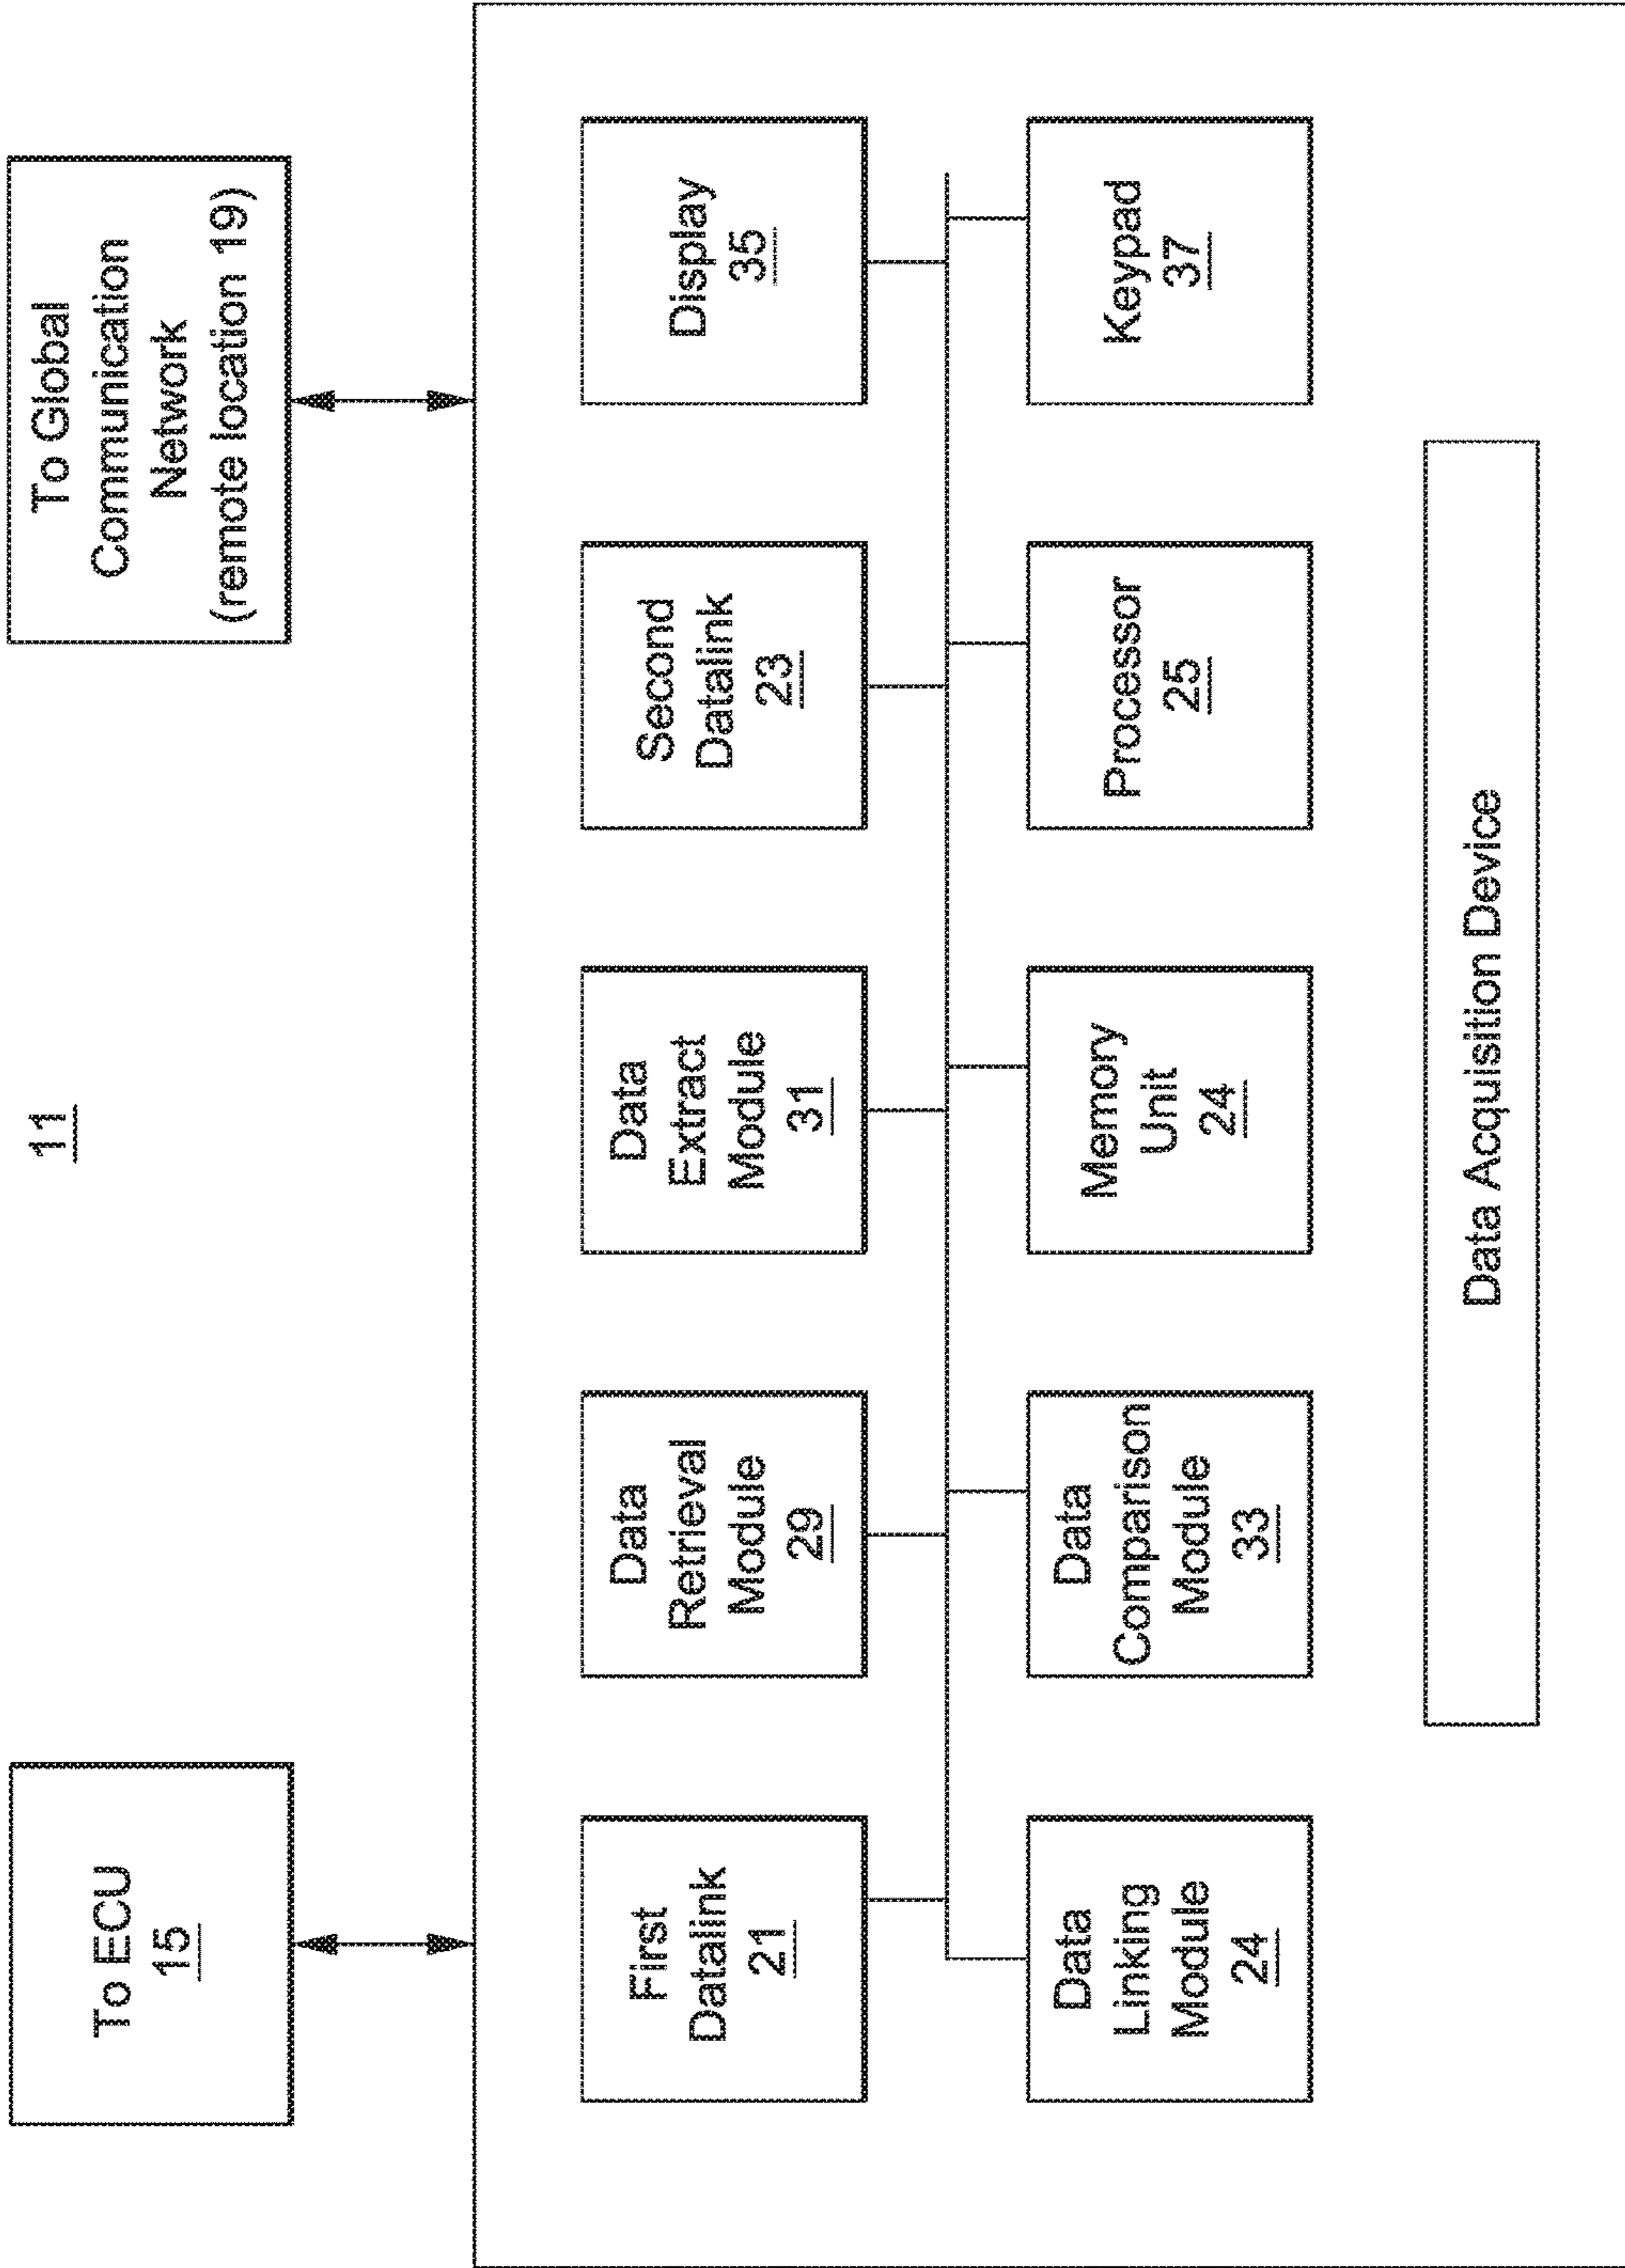 11
To ECU
15
To Global
Communication
Network
(remote location 19)
First
Datalink
21
Data
Retrieval
Module
29
Data
Extract
Module
31
Second
Datalink
23
Display
35
Data
Linking
Module
24
Data
Comparison
Module
33
Memory
Unit
24
Processor
25
Keypad
37
Data Acquisition Device